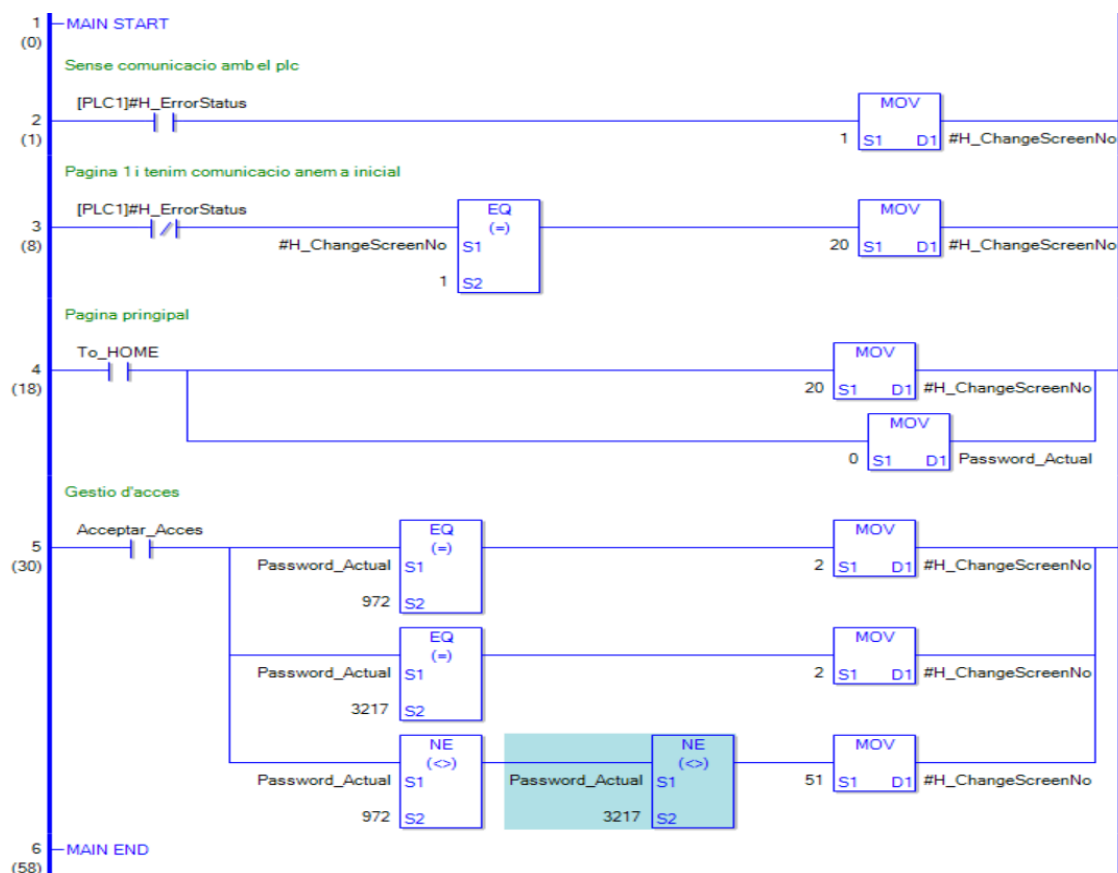 1 MAIN START
(0)
Sense comunicacio amb el plc
[PLC1]#H_ErrorStatus
MOV
2
(1)
1 S1 D1 #H_ChangeScreenNo
Pagina 1 i tenim comunicacio anem a inicial
[PLC1]#H_ErrorStatus
EQ
(=)
MOV
3
(8)
#H_ChangeScreenNo S1
20 S1 D1 #H_ChangeScreenNo
1 S2
Pagina pringipal
To_HOME
MOV
4
(18)
20 S1 D1 #H_ChangeScreenNo
MOV
0 S1 D1 Password_Actual
Gestio d'acces
Acceptar_Acces
EQ
(=)
MOV
5
(30)
Password_Actual S1
2 S1 D1 #H_ChangeScreenNo
972 S2
EQ
(=)
MOV
Password_Actual S1
2 S1 D1 #H_ChangeScreenNo
3217 S2
NE
(<>)
NE
(<>)
MOV
Password_Actual S1
Password_Actual S1
51 S1 D1 #H_ChangeScreenNo
972 S2
3217 S2
6 MAIN END
(58)